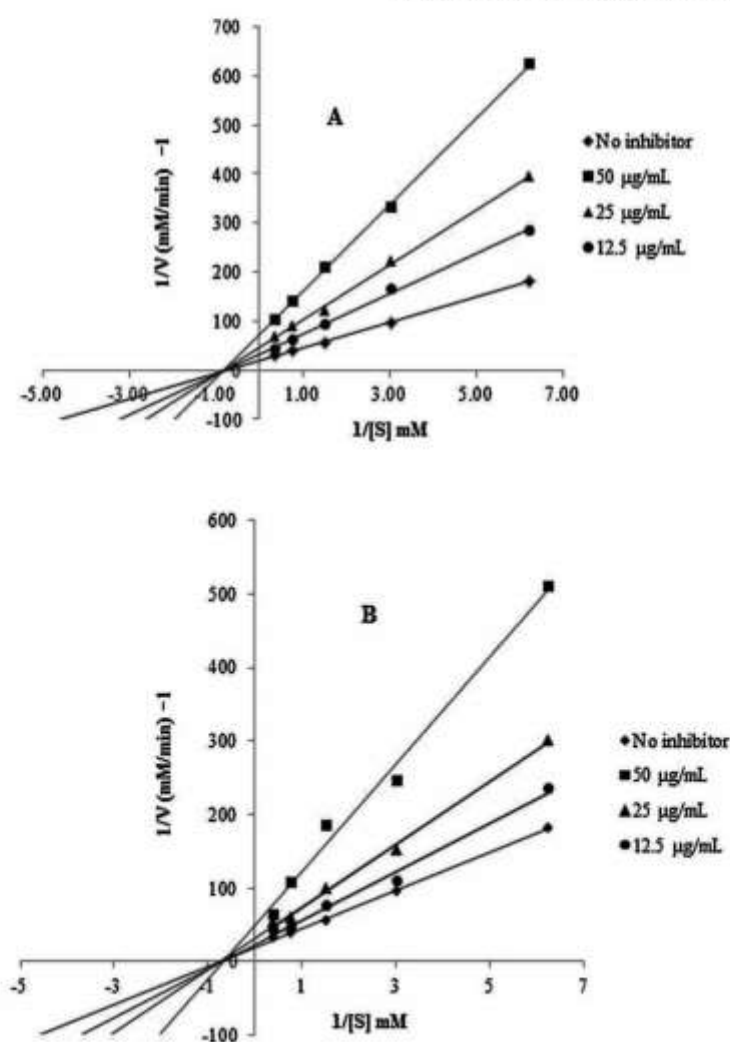 700
600
500
400
300
200
100
0
-100
-5.00 -3.00 -1.00 1.00 3.00 5.00 7.00
1/V (mM/min) −1
1/[S] mM
A
No inhibitor
50 µg/mL
25 µg/mL
12.5 µg/mL
600
500
400
300
200
100
0
-100
-5 -3 -1 1 3 5 7
1/V (mM/min) −1
1/[S] mM
B
No inhibitor
50 µg/mL
25 µg/mL
12.5 µg/mL